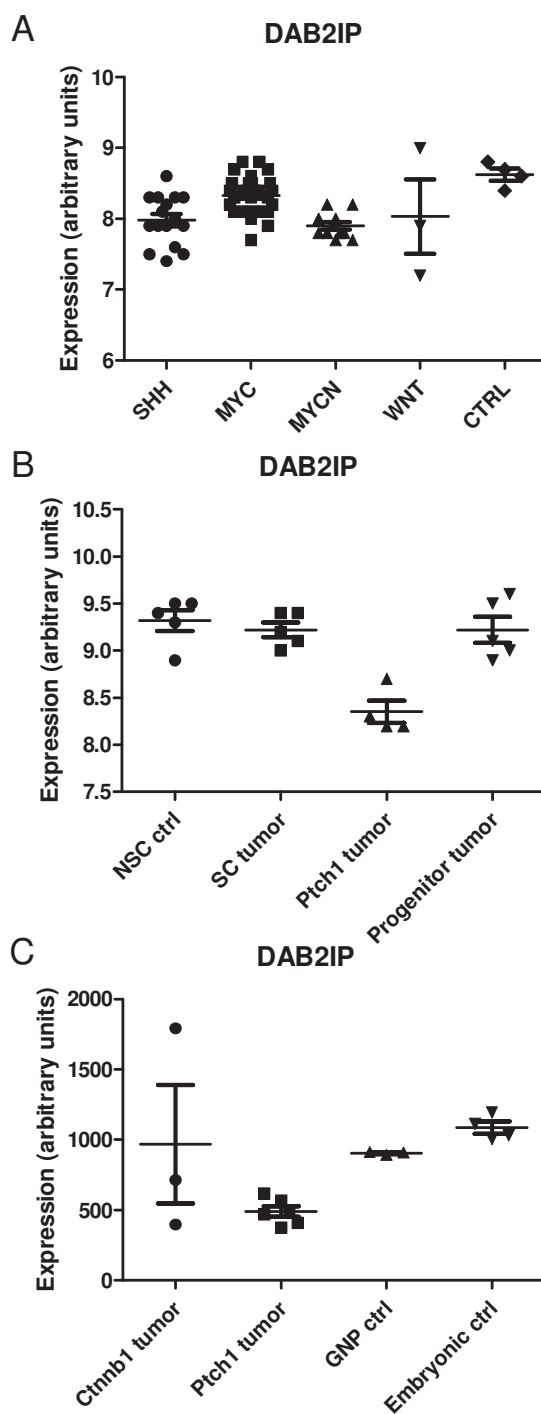 A
DAB2IP
Expression (arbitrary units)
10
9
8
7
6
SHH
MYC
MYCN
WNT
CTRL
B
DAB2IP
Expression (arbitrary units)
10.5
10.0
9.5
9.0
8.5
8.0
7.5
NSC ctrl
SC tumor
Ptch1 tumor
Progenitor tumor
C
DAB2IP
Expression (arbitrary units)
2000
1500
1000
500
0
Ctnnb1 tumor
Ptch1 tumor
GNP ctrl
Embryonic ctrl